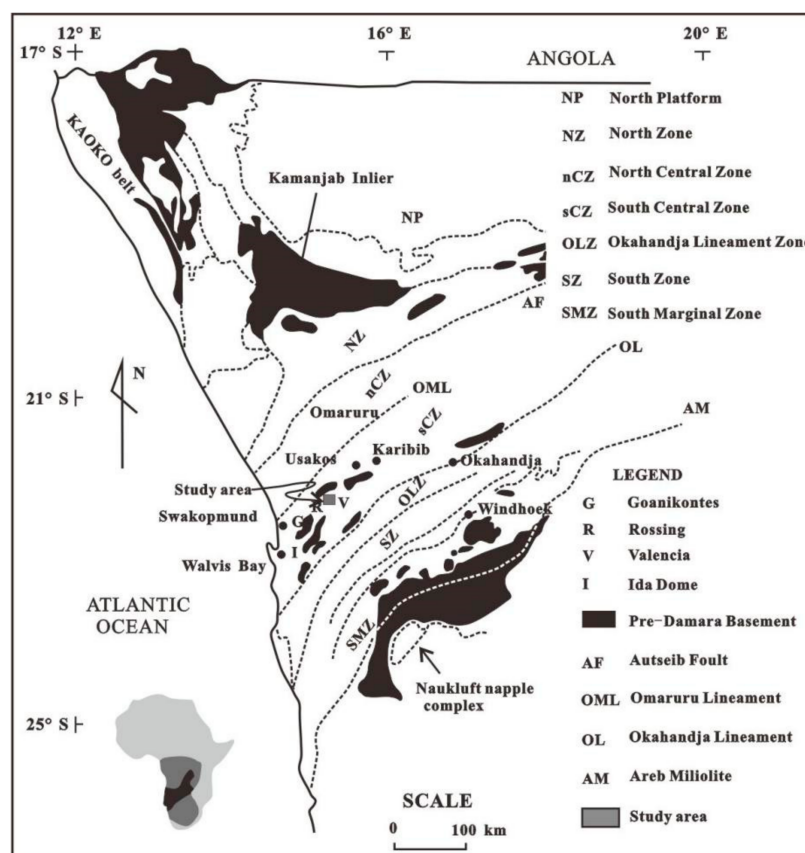 12° E
16° E
20° E
17° S
ANGOLA
NP North Platform
NZ North Zone
nCZ North Central Zone
sCZ South Central Zone
OLZ Okahandja Lineament Zone
SZ South Zone
SMZ South Marginal Zone
KAOKO belt
Kamanjab Inlier
NP
AF
NZ
OL
nCZ
N
21° S
OML
AM
Omaruru
sCZ
Usakos
Karibib
Okahandja
Study area
OLZ
R
V
Windhoek
Swakopmund
G
SZ
Walvis Bay
I
LEGEND
G Goanikontes
R Rossing
V Valencia
I Ida Dome
Pre-Damara Basement
AF Autseib Foult
OML Omaruru Lineament
OL Okahandja Lineament
AM Areb Miliolite
Study area
ATLANTIC
OCEAN
SMZ
Naukluft napple
complex
25° S
SCALE
0 100 km